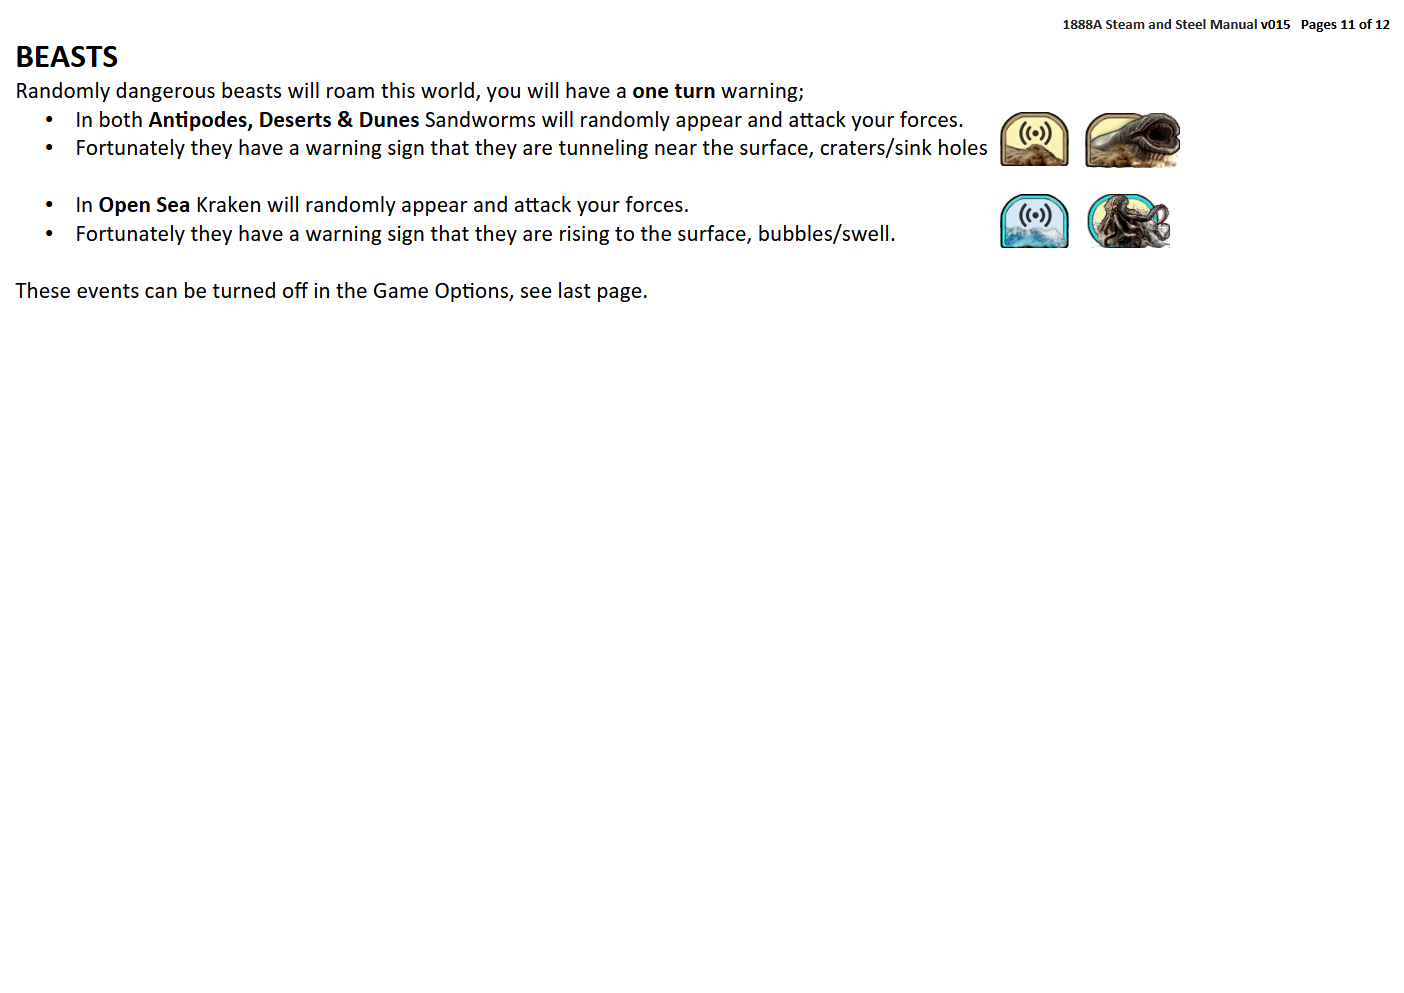 1888A Steam and Steel Manual v015 Pages 11 of 12
BEASTS
Randomly dangerous beasts will roam this world, you will have a one turn warning;
• In both Antipodes, Deserts & Dunes Sandworms will randomly appear and attack your forces.
• Fortunately they have a warning sign that they are tunneling near the surface, craters/sink holes
• In Open Sea Kraken will randomly appear and attack your forces.
• Fortunately they have a warning sign that they are rising to the surface, bubbles/swell.
These events can be turned off in the Game Options, see last page.